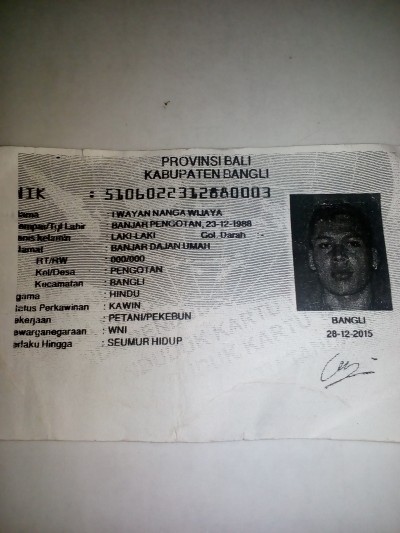 PROVINSI BALI
KABUPATEN BANGLI
NIK : 5106022312880003
ama : I WAYAN NANGA WIJAYA
empat/Tgl Lahir : BANJAR PENGOTAN, 23-12-1988
enis kelamin : LAKI-LAKI Gol. Darah : -
lamat : BANJAR DAJAN UMAH
RT/RW : 000/000
Kel/Desa : PENGOTAN
Kecamatan : BANGLI
gama : HINDU
tatus Perkawinan : KAWIN
ekerjaan : PETANI/PEKEBUN
ewarganegaraan : WNI
erlaku Hingga : SEUMUR HIDUP
BANGLI
28-12-2015